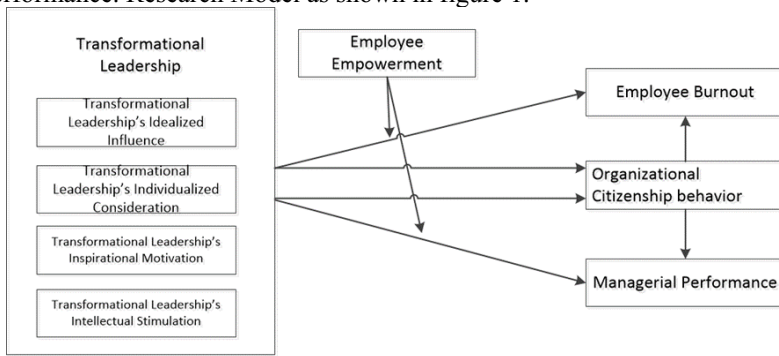 rformance. Research Model as shown in figure 1.
Transformational
Leadership
Transformational
Leadership's Idealized
Influence
Transformational
Leadership's Individualized
Consideration
Transformational Leadership's
Inspirational Motivation
Transformational Leadership's
Intellectual Stimulation
Employee
Empowerment
Employee Burnout
Organizational
Citizenship behavior
Managerial Performance